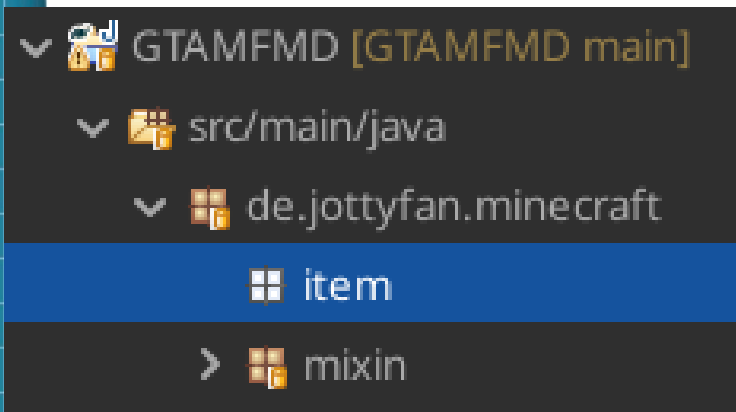 GTAMFMD [GTAMFMD main]
src/main/java
de.jottyfan.minecraft
item
mixin